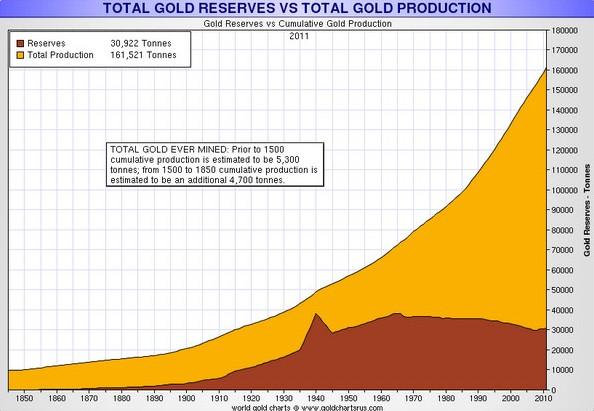 TOTAL GOLD RESERVES VS TOTAL GOLD PRODUCTION
Gold Reserves vs Cumulative Gold Production
2011
Reserves 30,922 Tonnes
Total Production 161,521 Tonnes
TOTAL GOLD EVER MINED: Prior to 1500
cumulative production is estimated to be 5,300
tonnes; from 1500 to 1850 cumulative production is
estimated to be an additional 4,700 tonnes.
180000
170000
160000
150000
140000
130000
120000
110000
100000
90000
80000
70000
60000
50000
40000
30000
20000
10000
0
Gold Reserves - Tonnes
1850 1860 1870 1880 1890 1900 1910 1920 1930 1940 1950 1960 1970 1980 1990 2000 2010
world gold charts © www.goldchartsrus.com